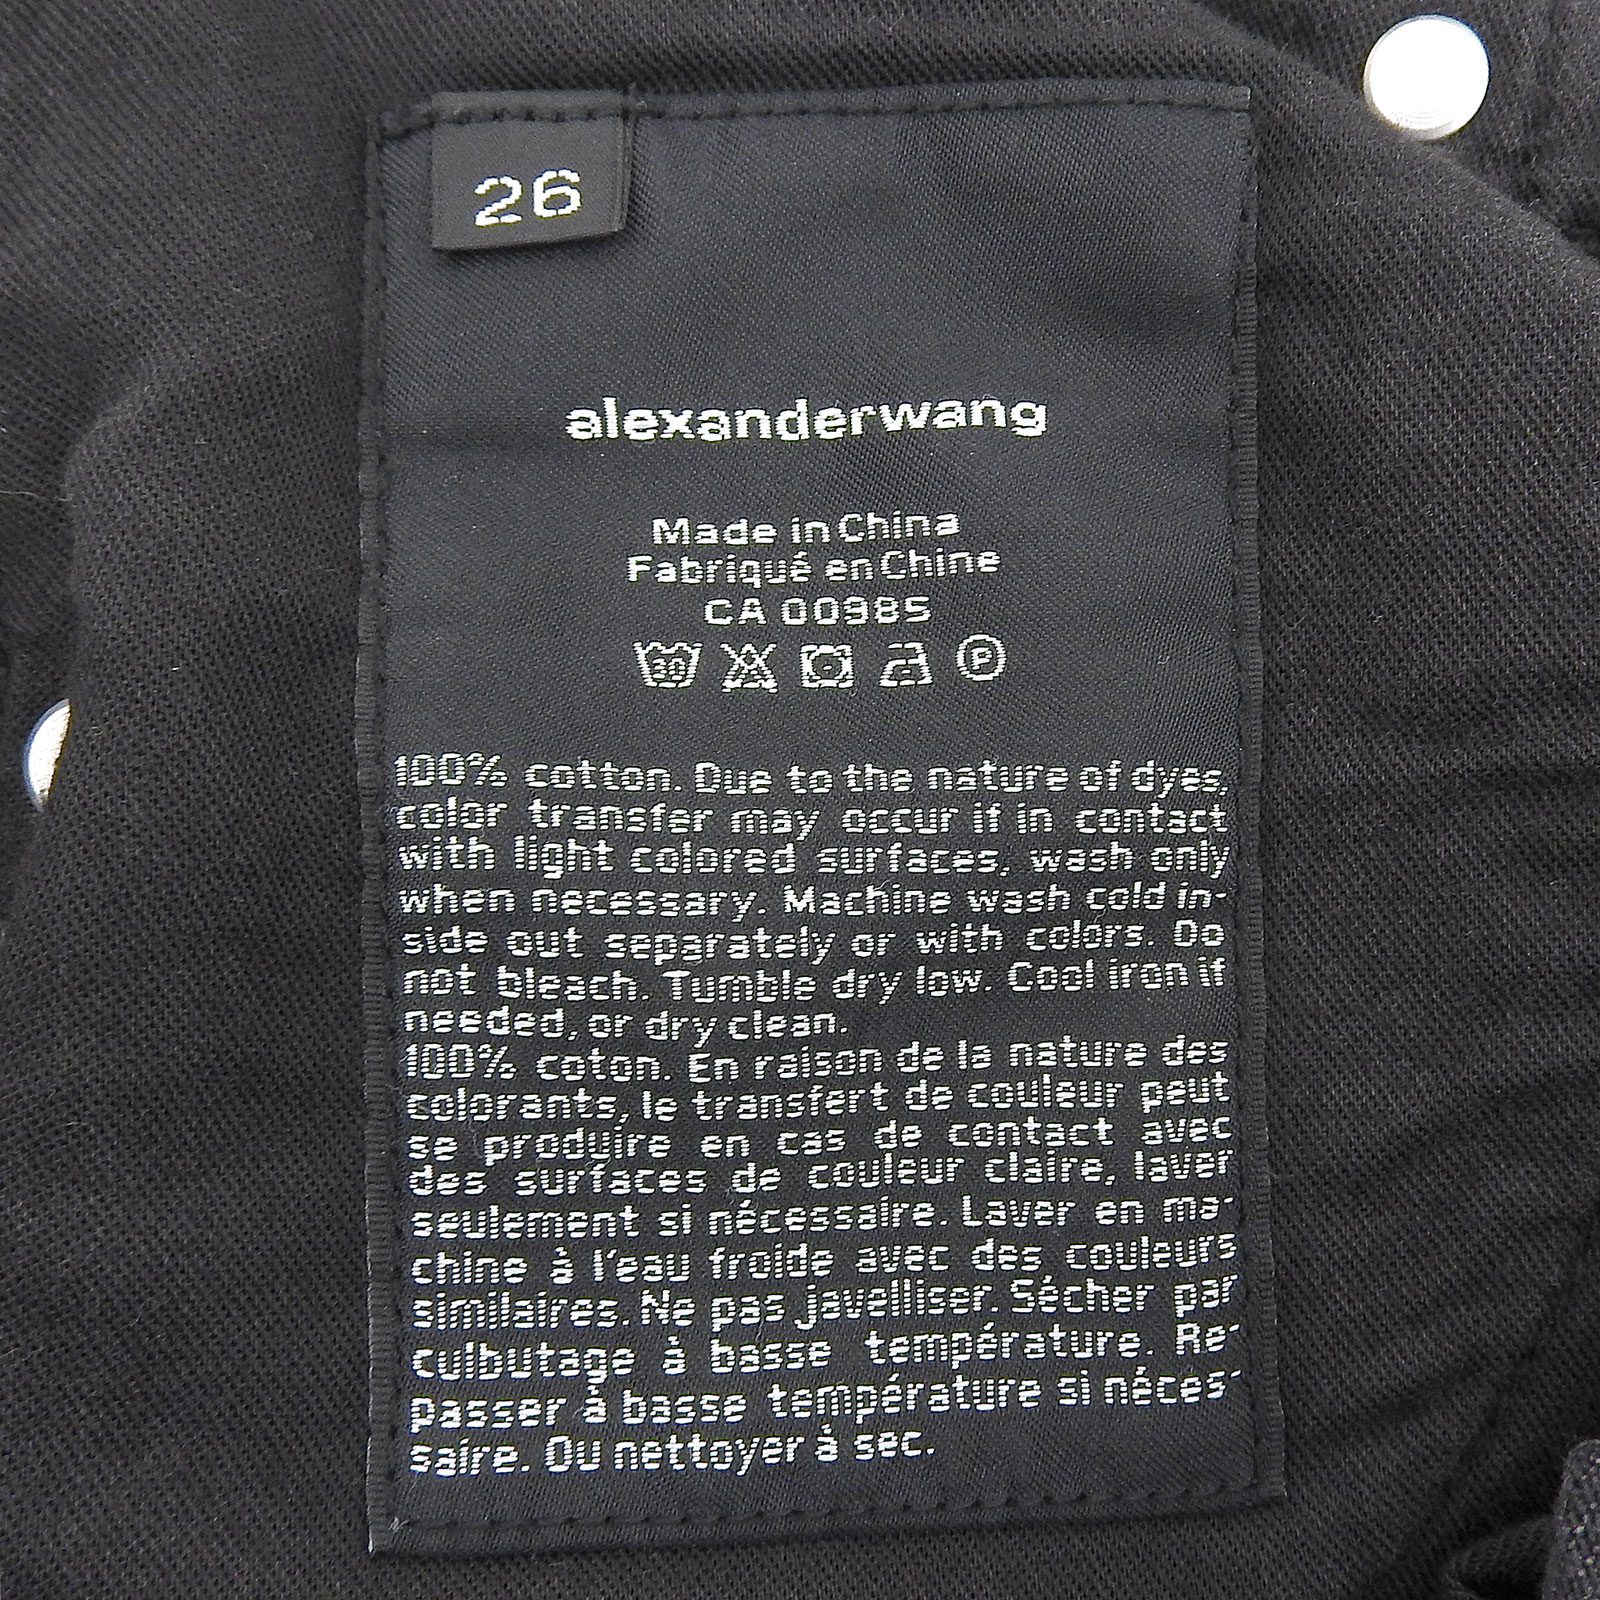 26
alexanderwang
Made in China
Fabriqué en Chine
CA 00985
30
P
100% cotton. Due to the nature of dyes,
color transfer may occur if in contact
with light colored surfaces, wash only
when necessary. Machine wash cold in-
side out separately or with colors. Do
not bleach. Tumble dry low. Cool iron if
needed, or dry clean.
100% coton. En raison de la nature des
colorants, le transfert de couleur peut
se produire en cas de contact avec
des surfaces de couleur claire, laver
seulement si nécessaire. Laver en ma-
chine à l'eau froide avec des couleurs
similaires. Ne pas javelliser. Sécher par
culbutage à basse température. Re-
passer à basse température si néces-
saire. Ou nettoyer à sec.